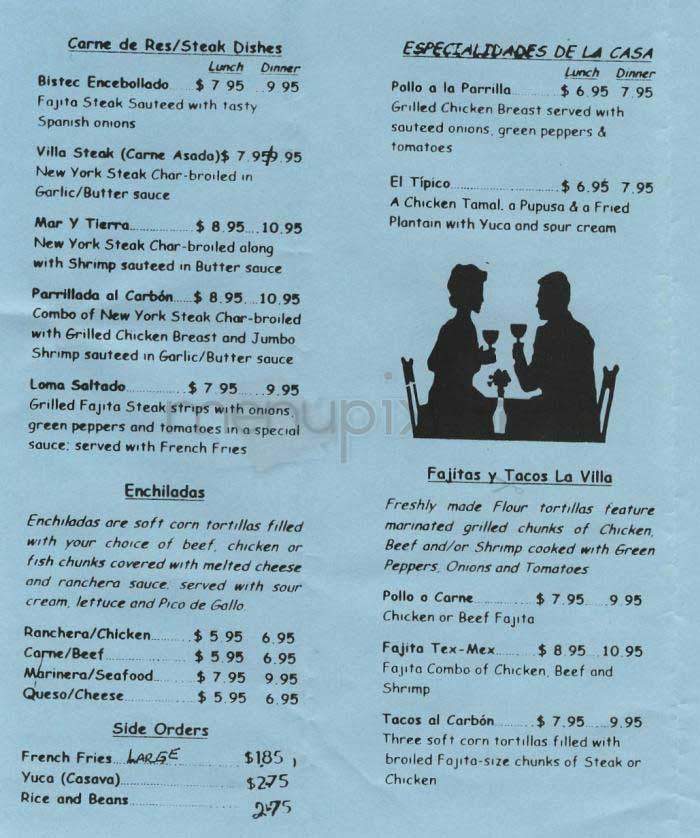 Carne de Res/Steak Dishes
Lunch Dinner
Bistec Encebollado......$ 7 95 ...9 95
Fajita Steak Sauteed with tasty
Spanish onions
Villa Steak (Carne Asada)$ 7.95 9.95
New York Steak Char-broiled in
Garlic/Butter sauce
Mar Y Tierra................$ 8.95....10.95
New York Steak Char-broiled along
with Shrimp sauteed in Butter sauce
Parrillada al Carbón.....$ 8.95....10.95
Combo of New York Steak Char-broiled
with Grilled Chicken Breast and Jumbo
Shrimp sauteed in Garlic/Butter sauce
Loma Saltado...............$ 7 95.......9.95
Grilled Fajita Steak strips with onions,
green peppers and tomatoes in a special
sauce; served with French Fries
Enchiladas
Enchiladas are soft corn tortillas filled
with your choice of beef, chicken or
fish chunks covered with melted cheese
and ranchera sauce, served with sour
cream, lettuce and Pico de Gallo.
Ranchera/Chicken.........$ 5.95 6.95
Carne/Beef..................$ 5.95 6.95
Marinera/Seafood.........$ 7.95 9.95
Queso/Cheese..............$ 5.95 6.95
Side Orders
French Fries....LARGE $1.85
Yuca (Casava)...................$2.75
Rice and Beans.................2.75
ESPECIALIDADES DE LA CASA
Lunch Dinner
Pollo a la Parrilla............$ 6.95 7.95
Grilled Chicken Breast served with
sauteed onions, green peppers &
tomatoes
El Típico.........................$ 6.95 7.95
A Chicken Tamal, a Pupusa & a Fried
Plantain with Yuca and sour cream
menupix
Fajitas y Tacos La Villa
Freshly made Flour tortillas feature
marinated grilled chunks of Chicken,
Beef and/or Shrimp cooked with Green
Peppers, Onions and Tomatoes
Pollo o Carne...............$ 7.95.....9.95
Chicken or Beef Fajita
Fajita Tex-Mex.........$ 8.95...10.95
Fajita Combo of Chicken, Beef and
Shrimp
Tacos al Carbón.........$ 7.95......9.95
Three soft corn tortillas filled with
broiled Fajita-size chunks of Steak or
Chicken